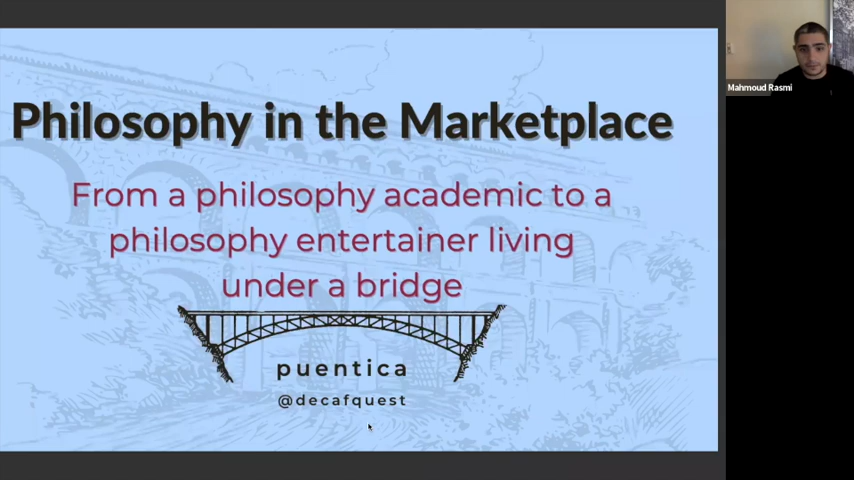 Philosophy in the Marketplace
From a philosophy academic to a
philosophy entertainer living
under a bridge
puentica
@decafquest
Mahmoud Rasmi